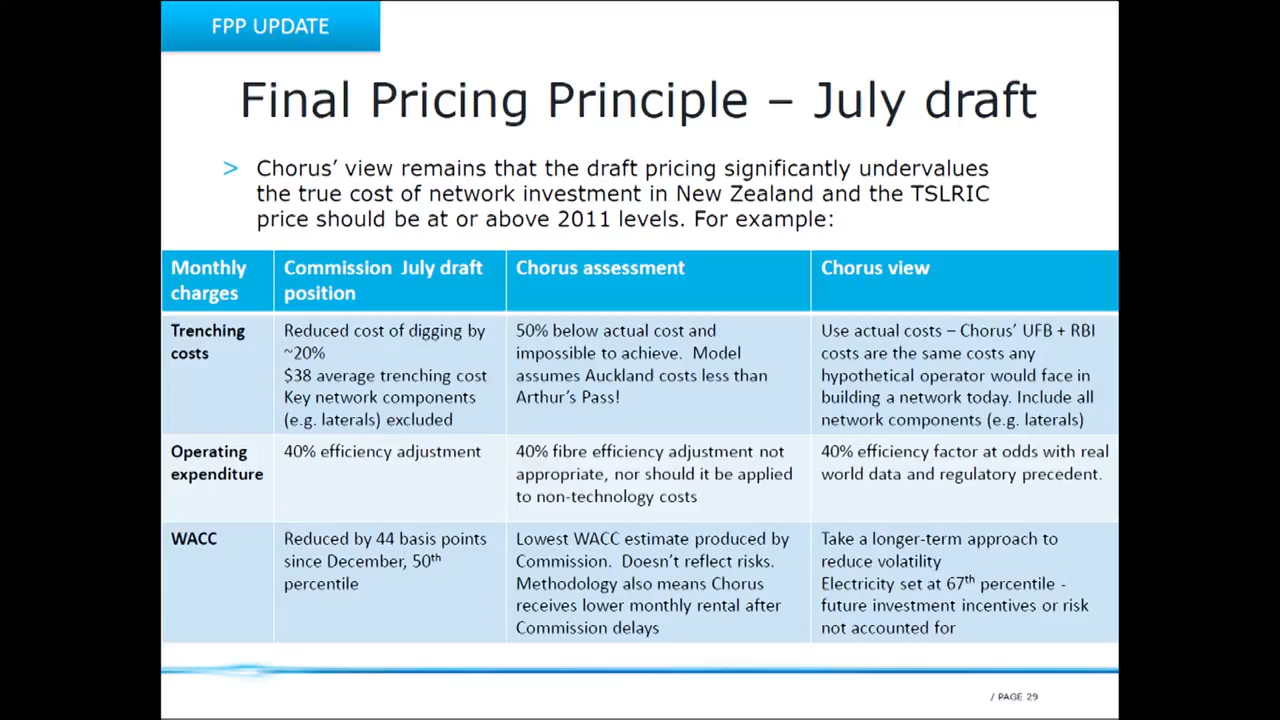 FPP UPDATE
Final Pricing Principle – July draft
> Chorus’ view remains that the draft pricing significantly undervalues
the true cost of network investment in New Zealand and the TSLRIC
price should be at or above 2011 levels. For example:
Monthly
charges
Commission July draft
position
Chorus assessment
Chorus view
Trenching
costs
Reduced cost of digging by
~20%
$38 average trenching cost
Key network components
(e.g. laterals) excluded
50% below actual cost and
impossible to achieve. Model
assumes Auckland costs less than
Arthur’s Pass!
Use actual costs – Chorus’ UFB + RBI
costs are the same costs any
hypothetical operator would face in
building a network today. Include all
network components (e.g. laterals)
Operating
expenditure
40% efficiency adjustment
40% fibre efficiency adjustment not
appropriate, nor should it be applied
to non-technology costs
40% efficiency factor at odds with real
world data and regulatory precedent.
WACC
Reduced by 44 basis points
since December, 50th
percentile
Lowest WACC estimate produced by
Commission. Doesn’t reflect risks.
Methodology also means Chorus
receives lower monthly rental after
Commission delays
Take a longer-term approach to
reduce volatility
Electricity set at 67th percentile -
future investment incentives or risk
not accounted for
/ PAGE 29